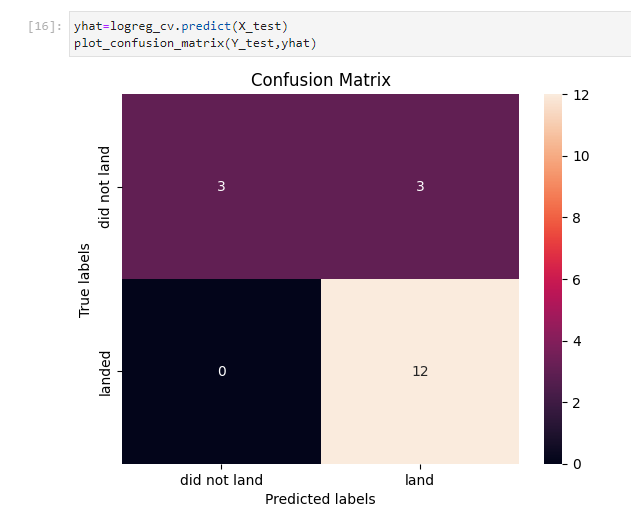 [16]: yhat=logreg_cv.predict(X_test)
plot_confusion_matrix(Y_test,yhat)
Confusion Matrix
True labels
did not land
3 3
landed
0 12
did not land land
Predicted labels
12
10
8
6
4
2
0